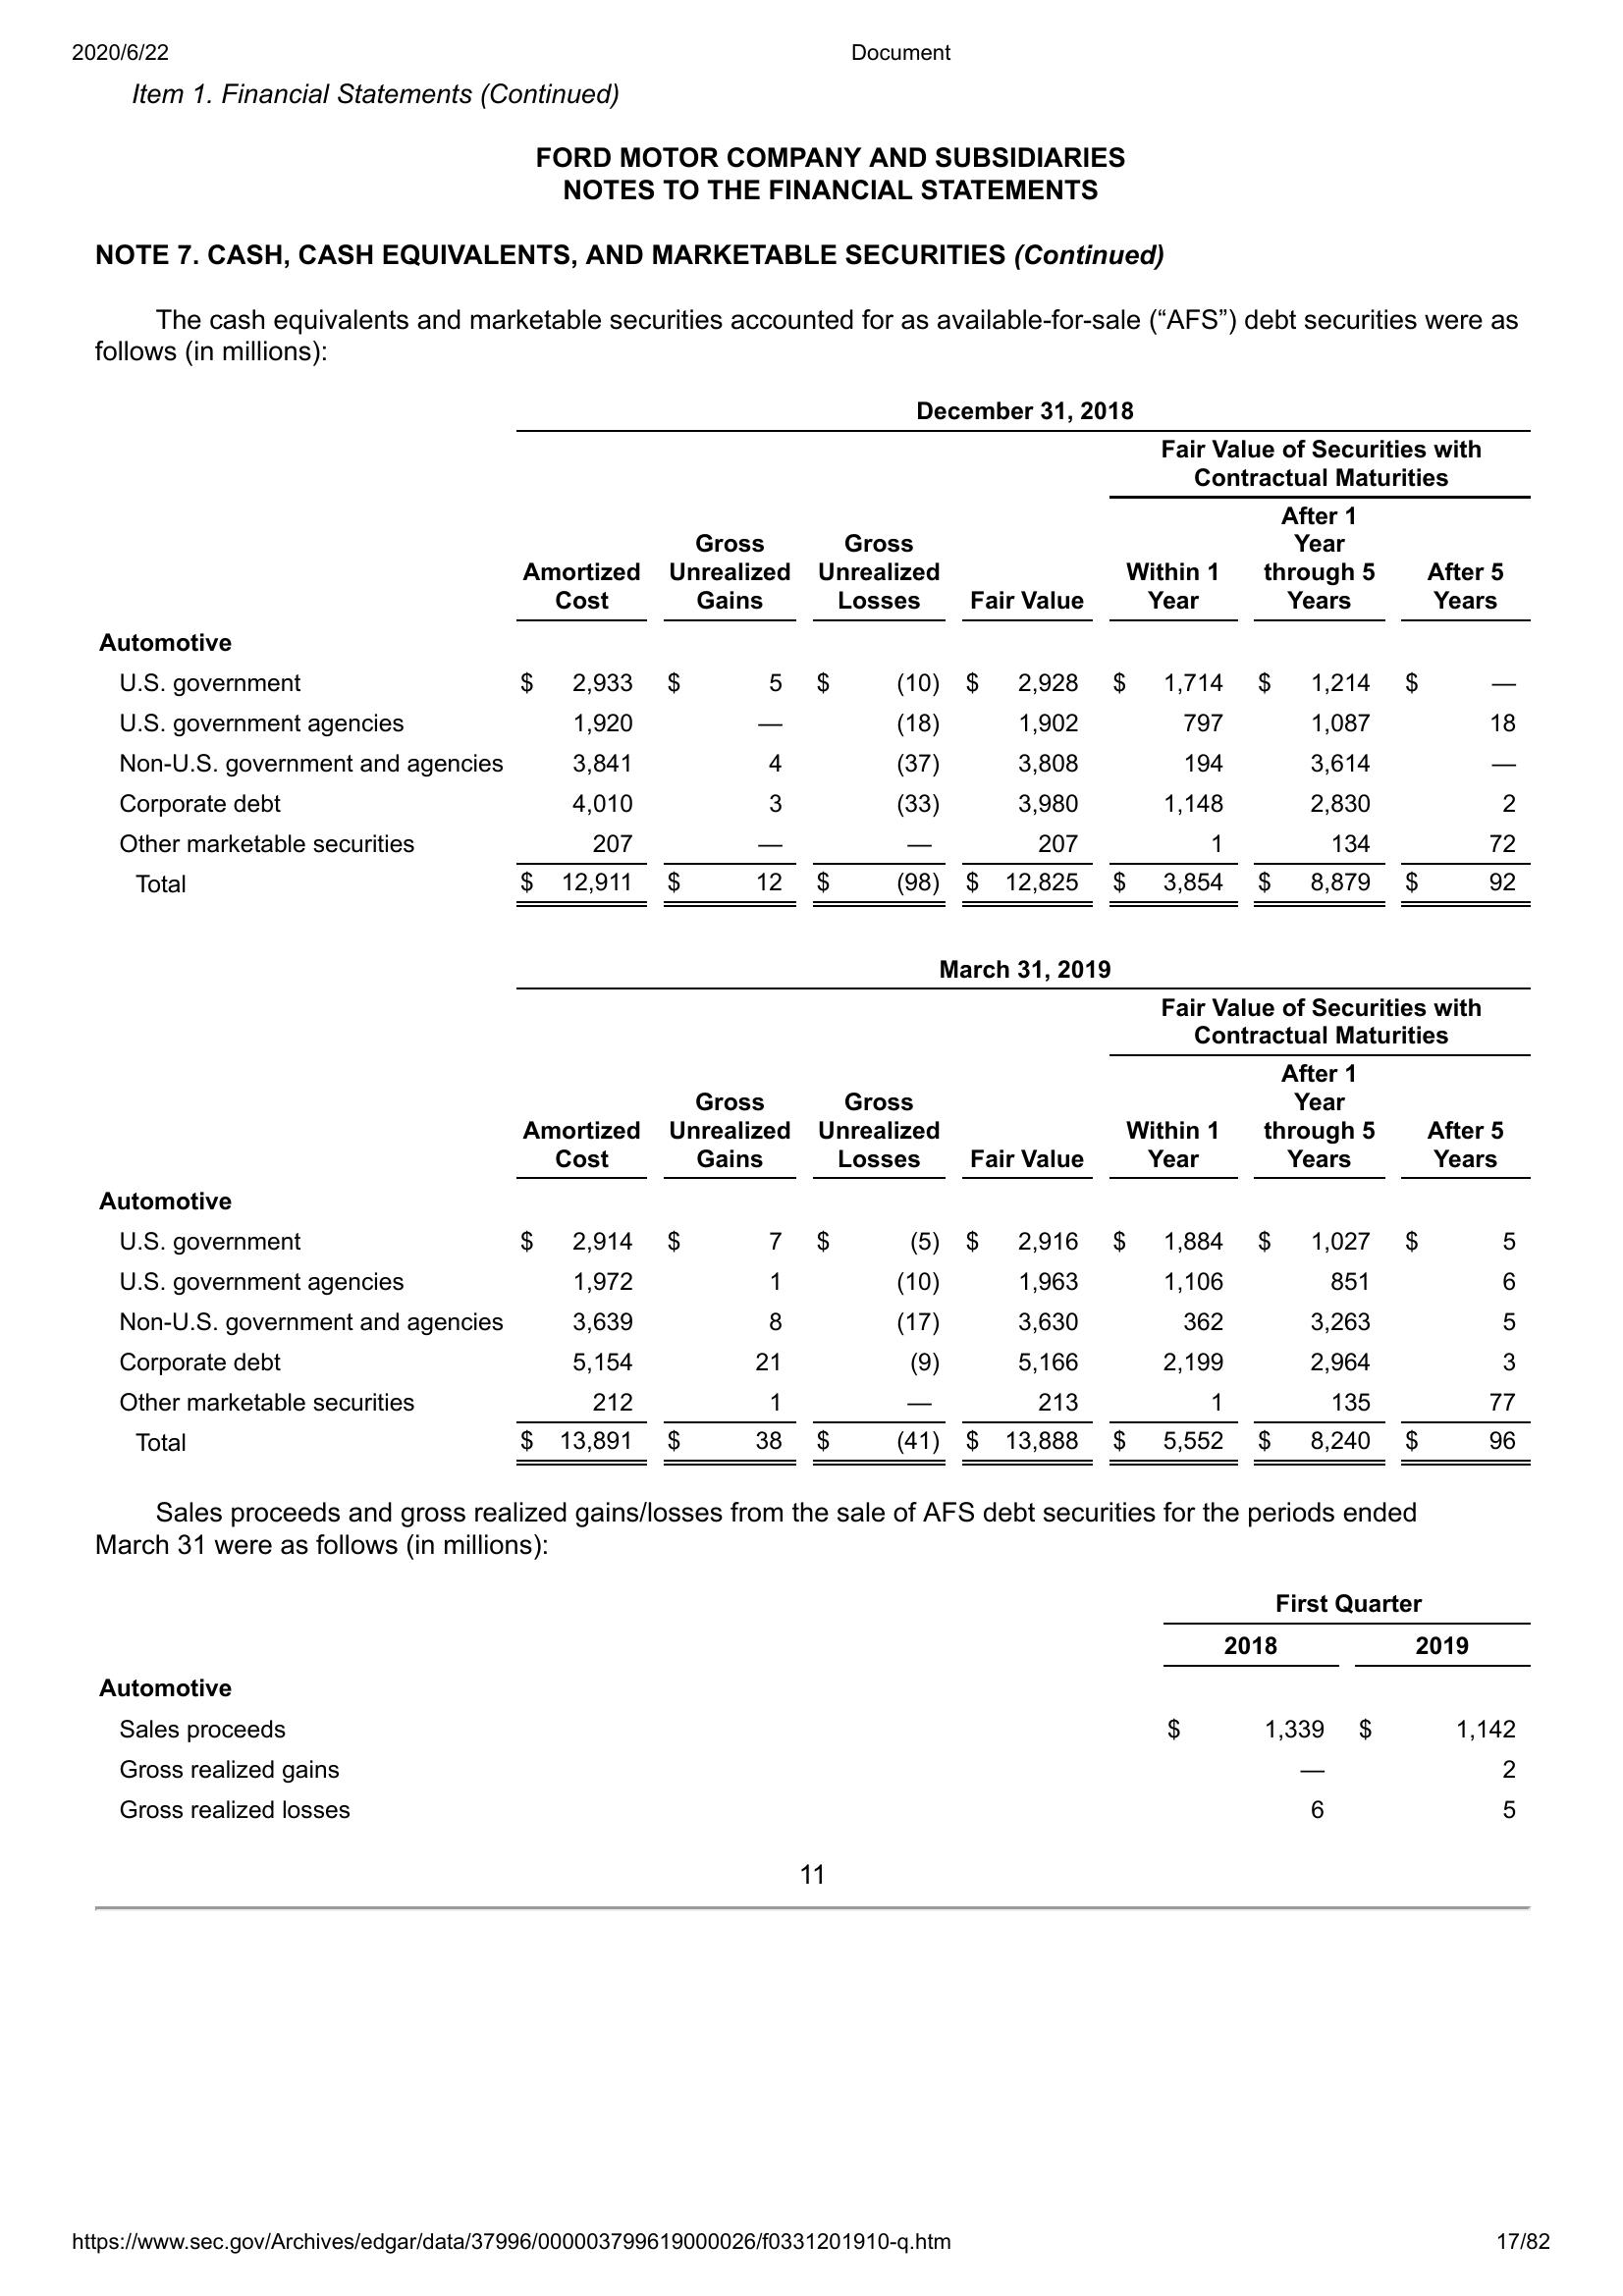 2020/6/22 Document
Item 1. Financial Statements (Continued)
FORD MOTOR COMPANY AND SUBSIDIARIES
NOTES TO THE FINANCIAL STATEMENTS
NOTE 7. CASH, CASH EQUIVALENTS, AND MARKETABLE SECURITIES (Continued)
The cash equivalents and marketable securities accounted for as available-for-sale (“AFS”) debt securities were as
follows (in millions):
December 31, 2018
Fair Value of Securities with
Contractual Maturities
After 1
Gross Gross Year
Amortized Unrealized Unrealized Within 1 through 5 After 5
Cost Gains Losses Fair Value Year Years Years
Automotive
U.S. government $ 2,933 $ 5 $ (10) $ 2,928 $ 1,714 $ 1,214 $ —
U.S. government agencies 1,920 — (18) 1,902 797 1,087 18
Non-U.S. government and agencies 3,841 4 (37) 3,808 194 3,614 —
Corporate debt 4,010 3 (33) 3,980 1,148 2,830 2
Other marketable securities 207 — — 207 1 134 72
Total $ 12,911 $ 12 $ (98) $ 12,825 $ 3,854 $ 8,879 $ 92
March 31, 2019
Fair Value of Securities with
Contractual Maturities
After 1
Gross Gross Year
Amortized Unrealized Unrealized Within 1 through 5 After 5
Cost Gains Losses Fair Value Year Years Years
Automotive
U.S. government $ 2,914 $ 7 $ (5) $ 2,916 $ 1,884 $ 1,027 $ 5
U.S. government agencies 1,972 1 (10) 1,963 1,106 851 6
Non-U.S. government and agencies 3,639 8 (17) 3,630 362 3,263 5
Corporate debt 5,154 21 (9) 5,166 2,199 2,964 3
Other marketable securities 212 1 — 213 1 135 77
Total $ 13,891 $ 38 $ (41) $ 13,888 $ 5,552 $ 8,240 $ 96
Sales proceeds and gross realized gains/losses from the sale of AFS debt securities for the periods ended
March 31 were as follows (in millions):
First Quarter
2018 2019
Automotive
Sales proceeds $ 1,339 $ 1,142
Gross realized gains — 2
Gross realized losses 6 5
11
https://www.sec.gov/Archives/edgar/data/37996/000003799619000026/f0331201910-q.htm 17/82